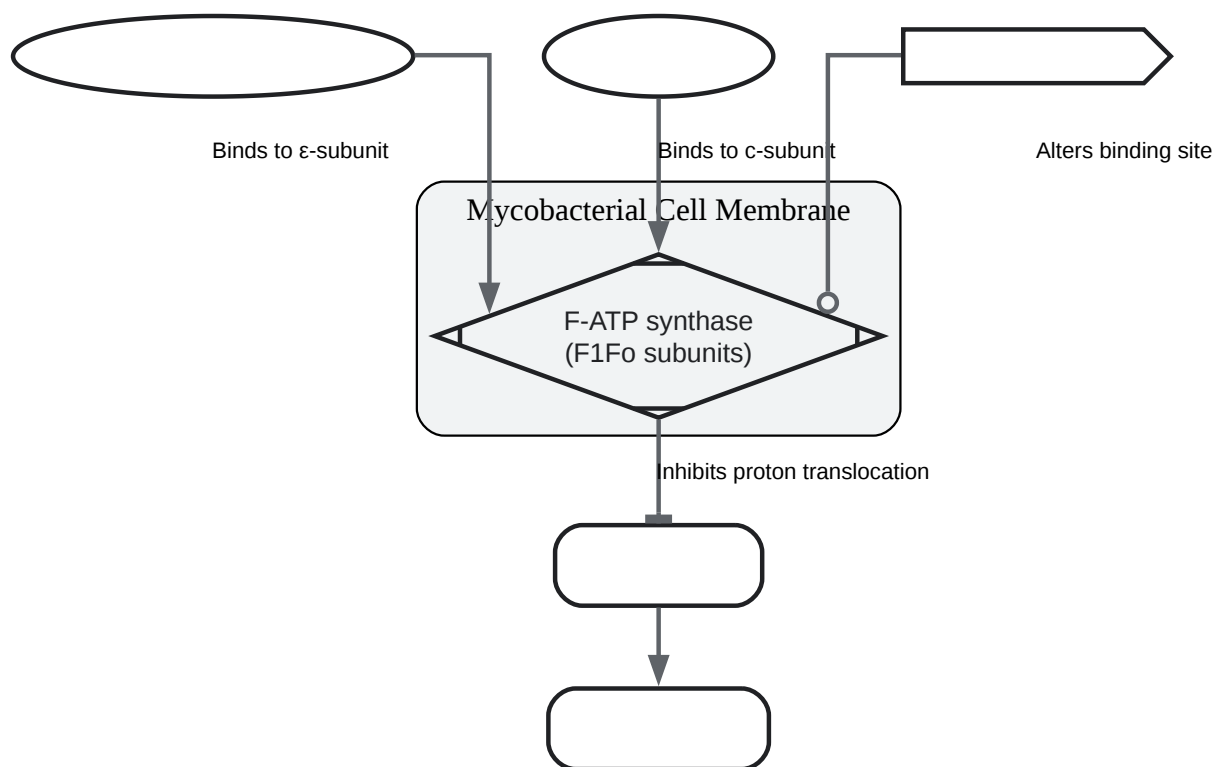 Binds to ε-subunit
Binds to c-subunit
Alters binding site
Mycobacterial Cell Membrane
F-ATP synthase
(F1Fo subunits)
Inhibits proton translocation